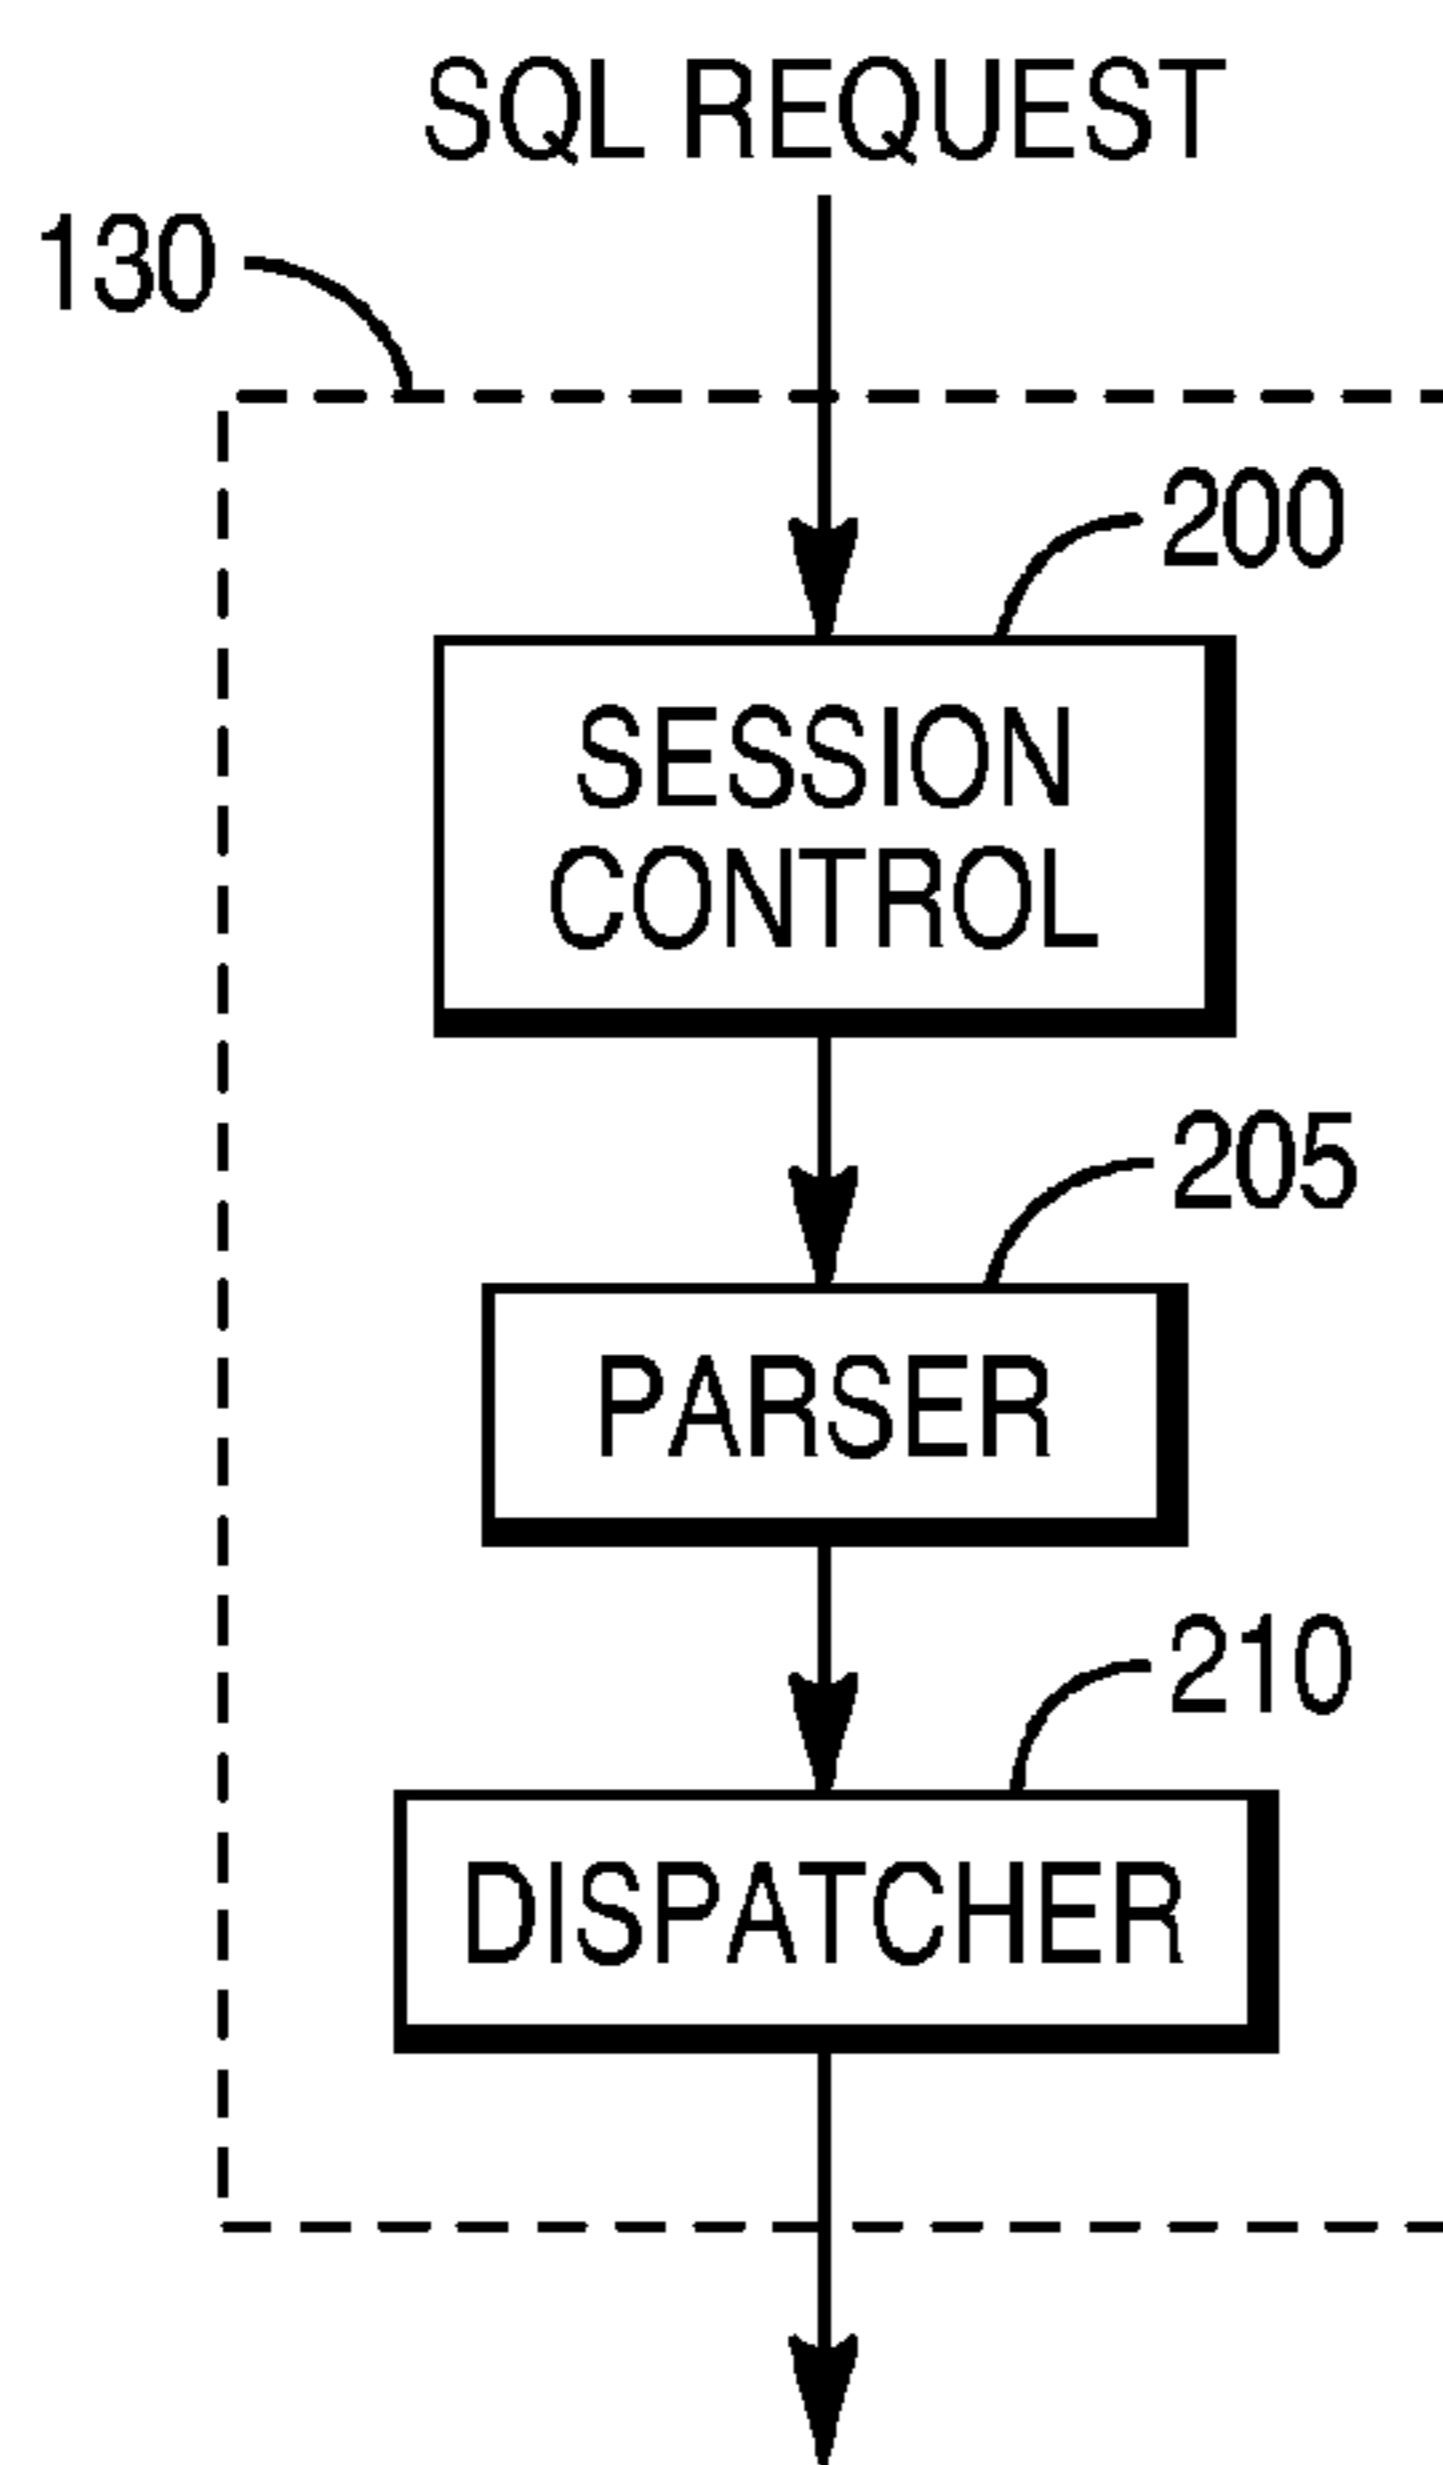 SQL REQUEST
130
200
SESSION
CONTROL
205
PARSER
210
DISPATCHER